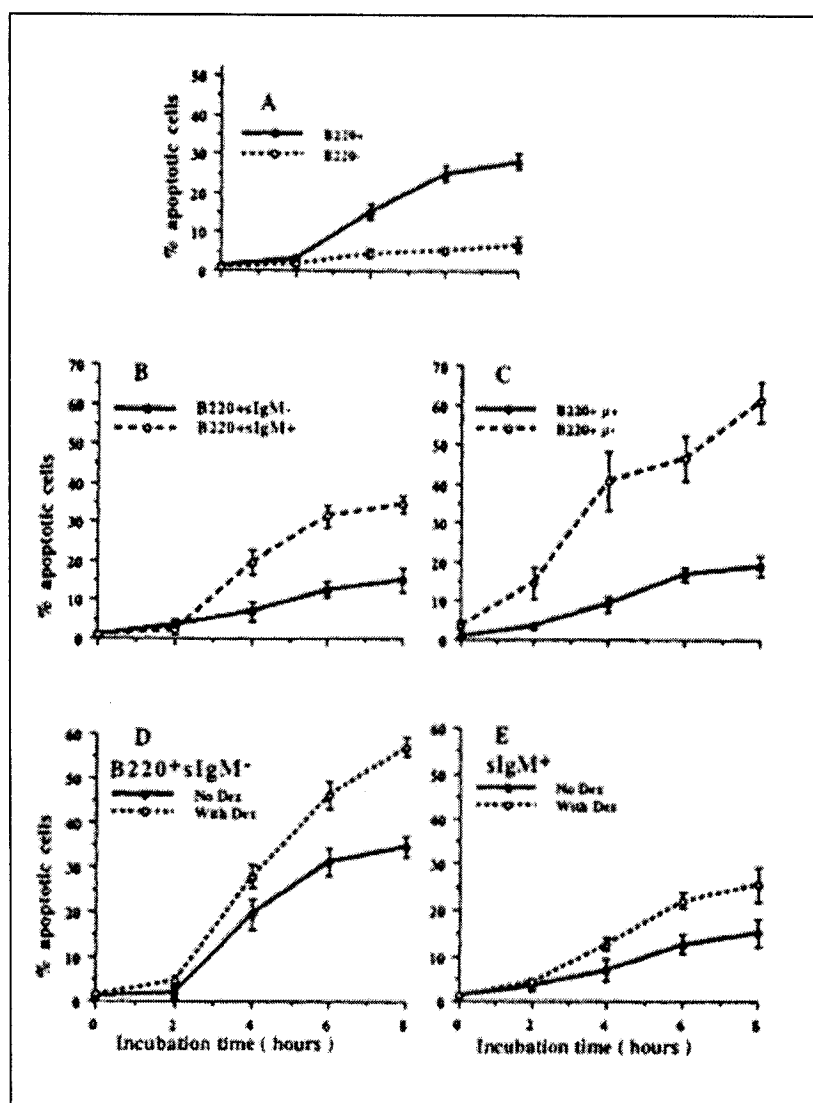 A
B220+
B220-
50
40
30
20
10
0
% apoptotic cells
B
B220+sIgM-
B220+sIgM+
70
60
50
40
30
20
10
0
% apoptotic cells
C
B220+ µ+
B220+ µ-
70
60
50
40
30
20
10
0
D
B220+sIgM-
No Dex
With Dex
60
50
40
30
20
10
0
% apoptotic cells
0 2 4 6 8
Incubation time ( hours )
E
sIgM+
No Dex
With Dex
60
50
40
30
20
10
0
0 2 4 6 8
Incubation time ( hours )